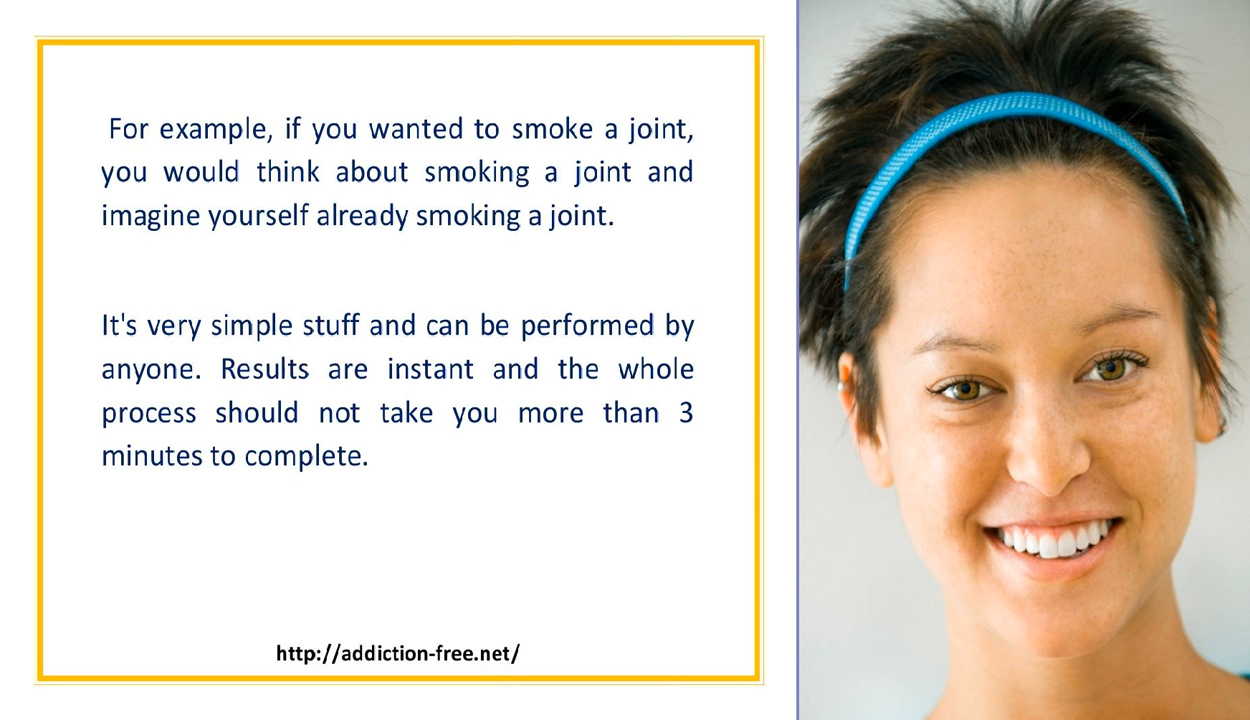 For example, if you wanted to smoke a joint,
you would think about smoking a joint and
imagine yourself already smoking a joint.
It's very simple stuff and can be performed by
anyone. Results are instant and the whole
process should not take you more than 3
minutes to complete.
http://addiction-free.net/